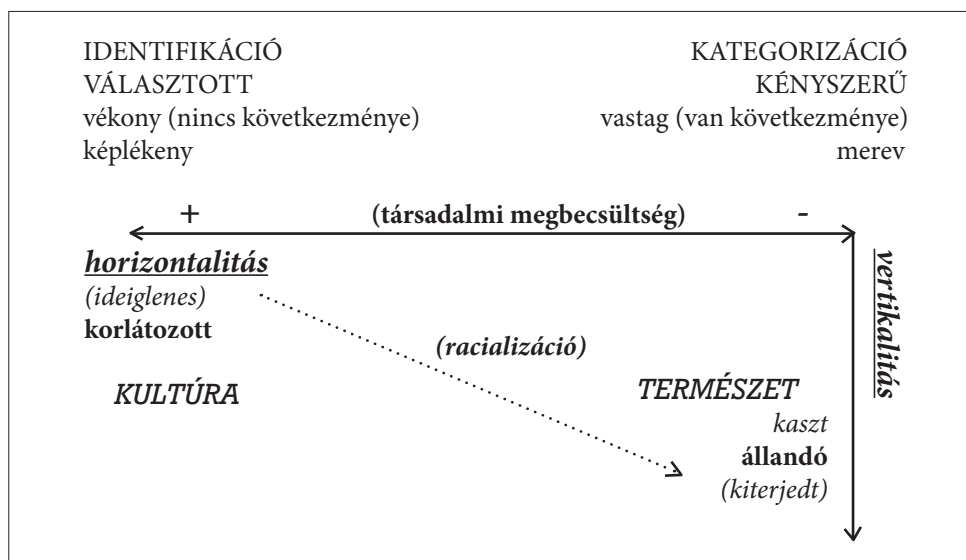 IDENTIFIKÁCIÓ
VÁLASZTOTT
vékony (nincs következménye)
képlékeny
KATEGORIZÁCIÓ
KÉNYSZERŰ
vastag (van következménye)
merev
+ (társadalmi megbecsültség) -
horizontalitás
(ideiglenes)
korlátozott
vertikalitás
(racializáció)
KULTÚRA
TERMÉSZET
kaszt
állandó
(kiterjedt)